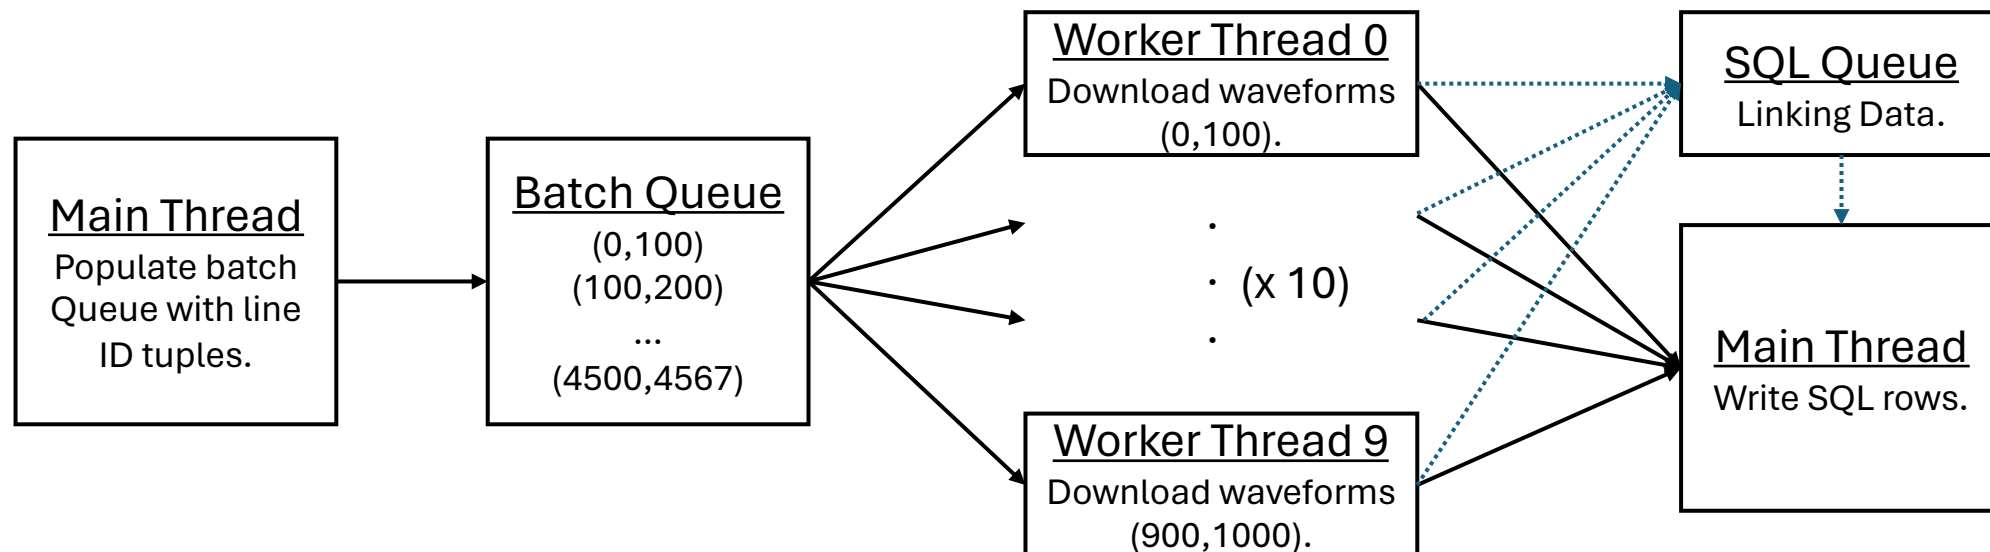 Main Thread
Populate batch
Queue with line
ID tuples.
Batch Queue
(0,100)
(100,200)
...
(4500,4567)
Worker Thread 0
Download waveforms
(0,100).
.
. (x 10)
.
Worker Thread 9
Download waveforms
(900,1000).
SQL Queue
Linking Data.
Main Thread
Write SQL rows.